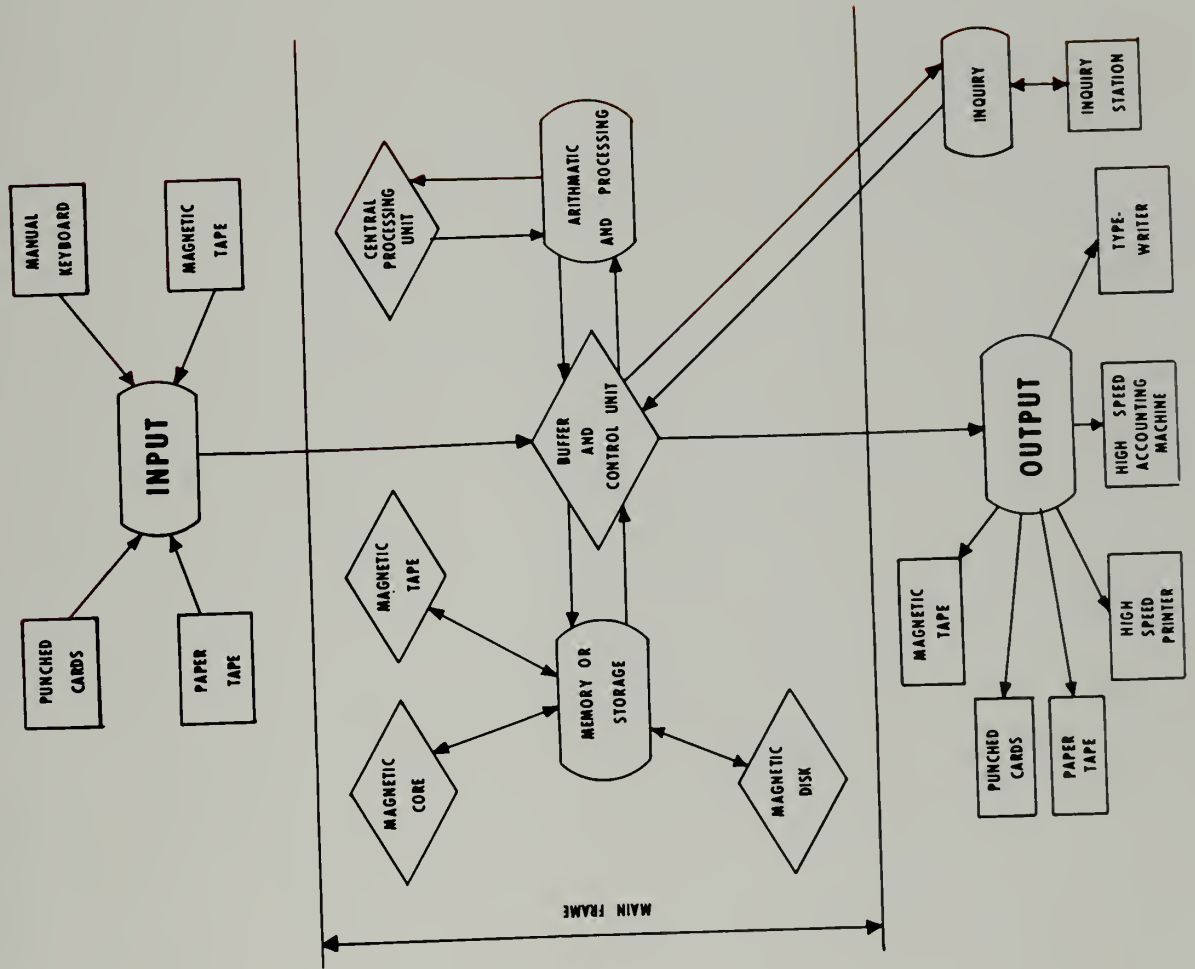 PUNCHED
CARDS
MANUAL
KEYBOARD
INPUT
PAPER
TAPE
MAGNETIC
TAPE
MAGNETIC
CORE
MAGNETIC
TAPE
CENTRAL
PROCESSING
UNIT
MEMORY OR
STORAGE
BUFFER
AND
CONTROL UNIT
ARITHMATIC
AND PROCESSING
MAGNETIC
DISK
MAIN FRAME
MAGNETIC
TAPE
OUTPUT
INQUIRY
PUNCHED
CARDS
PAPER
TAPE
HIGH
SPEED
PRINTER
HIGH SPEED
ACCOUNTING
MACHINE
TYPE-
WRITER
INQUIRY
STATION